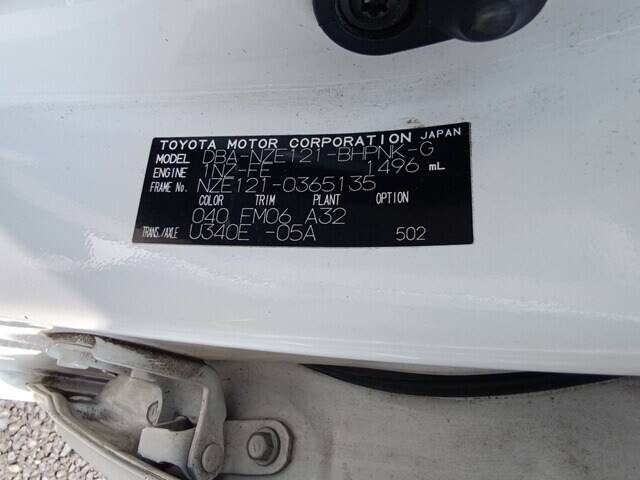 TOYOTA MOTOR CORPORATION JAPAN
MODEL DBA-NZE121-BHPNK-G
ENGINE 1NZ-FE 1496 mL
FRAME No. NZE121-0365135
COLOR TRIM PLANT OPTION
040 FM06 A32
TRANS./AXLE U340E -05A 502